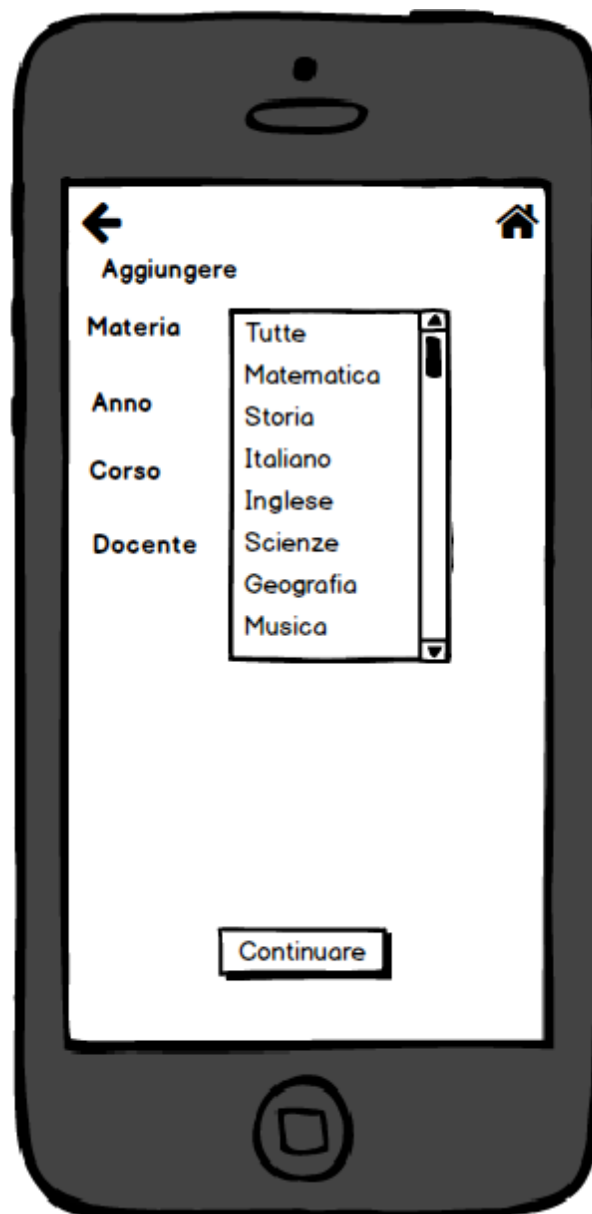 Aggiungere
Materia
Tutte
Matematica
Anno
Storia
Corso
Italiano
Inglese
Docente
Scienze
Geografia
Musica
Continuare